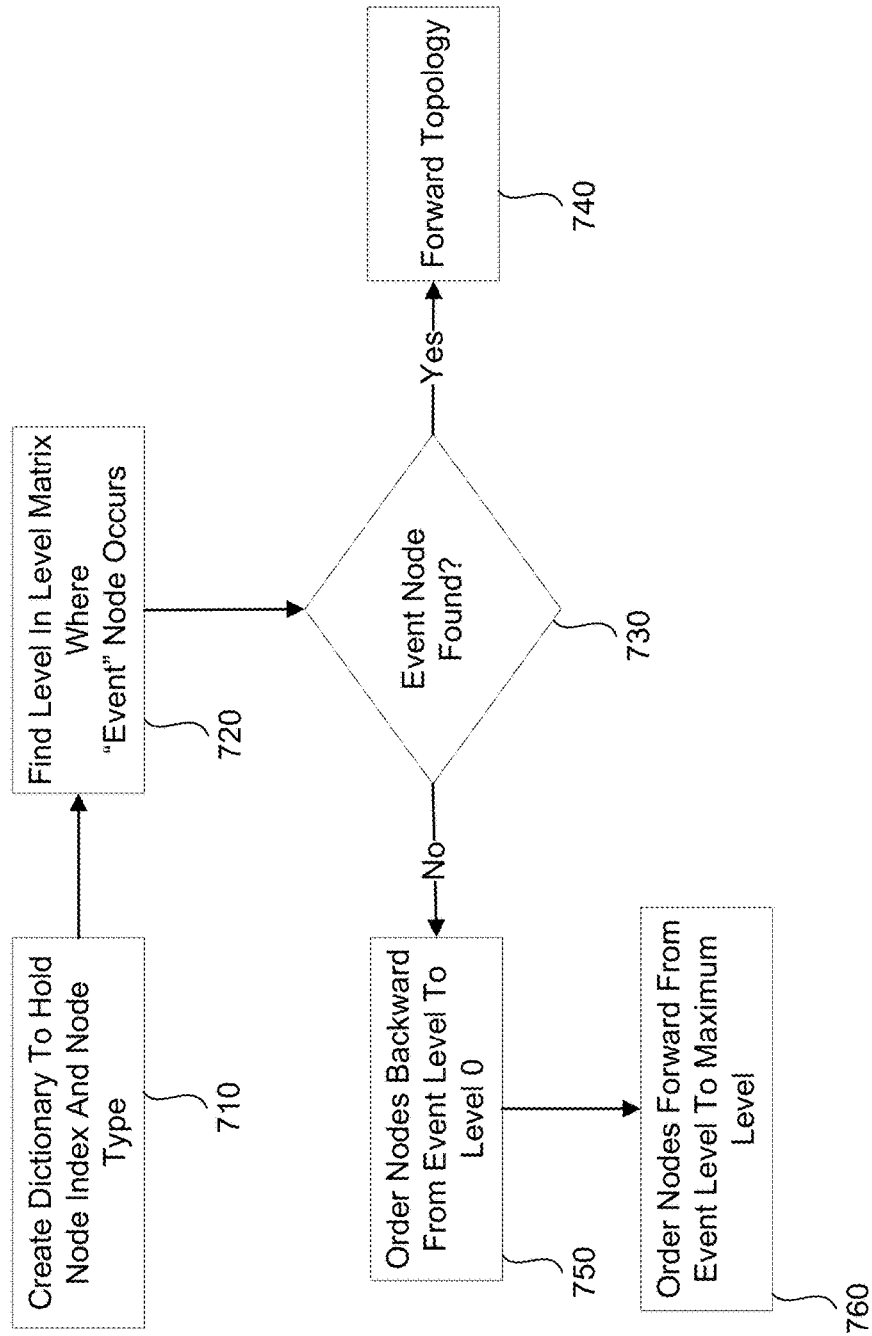 Create Dictionary To Hold
Node Index And Node
Type
710
Find Level In Level Matrix
Where
“Event” Node Occurs
720
Event Node
Found?
730
Yes
Forward Topology
740
No
Order Nodes Backward
From Event Level To
Level 0
750
Order Nodes Forward From
Event Level To Maximum
Level
760